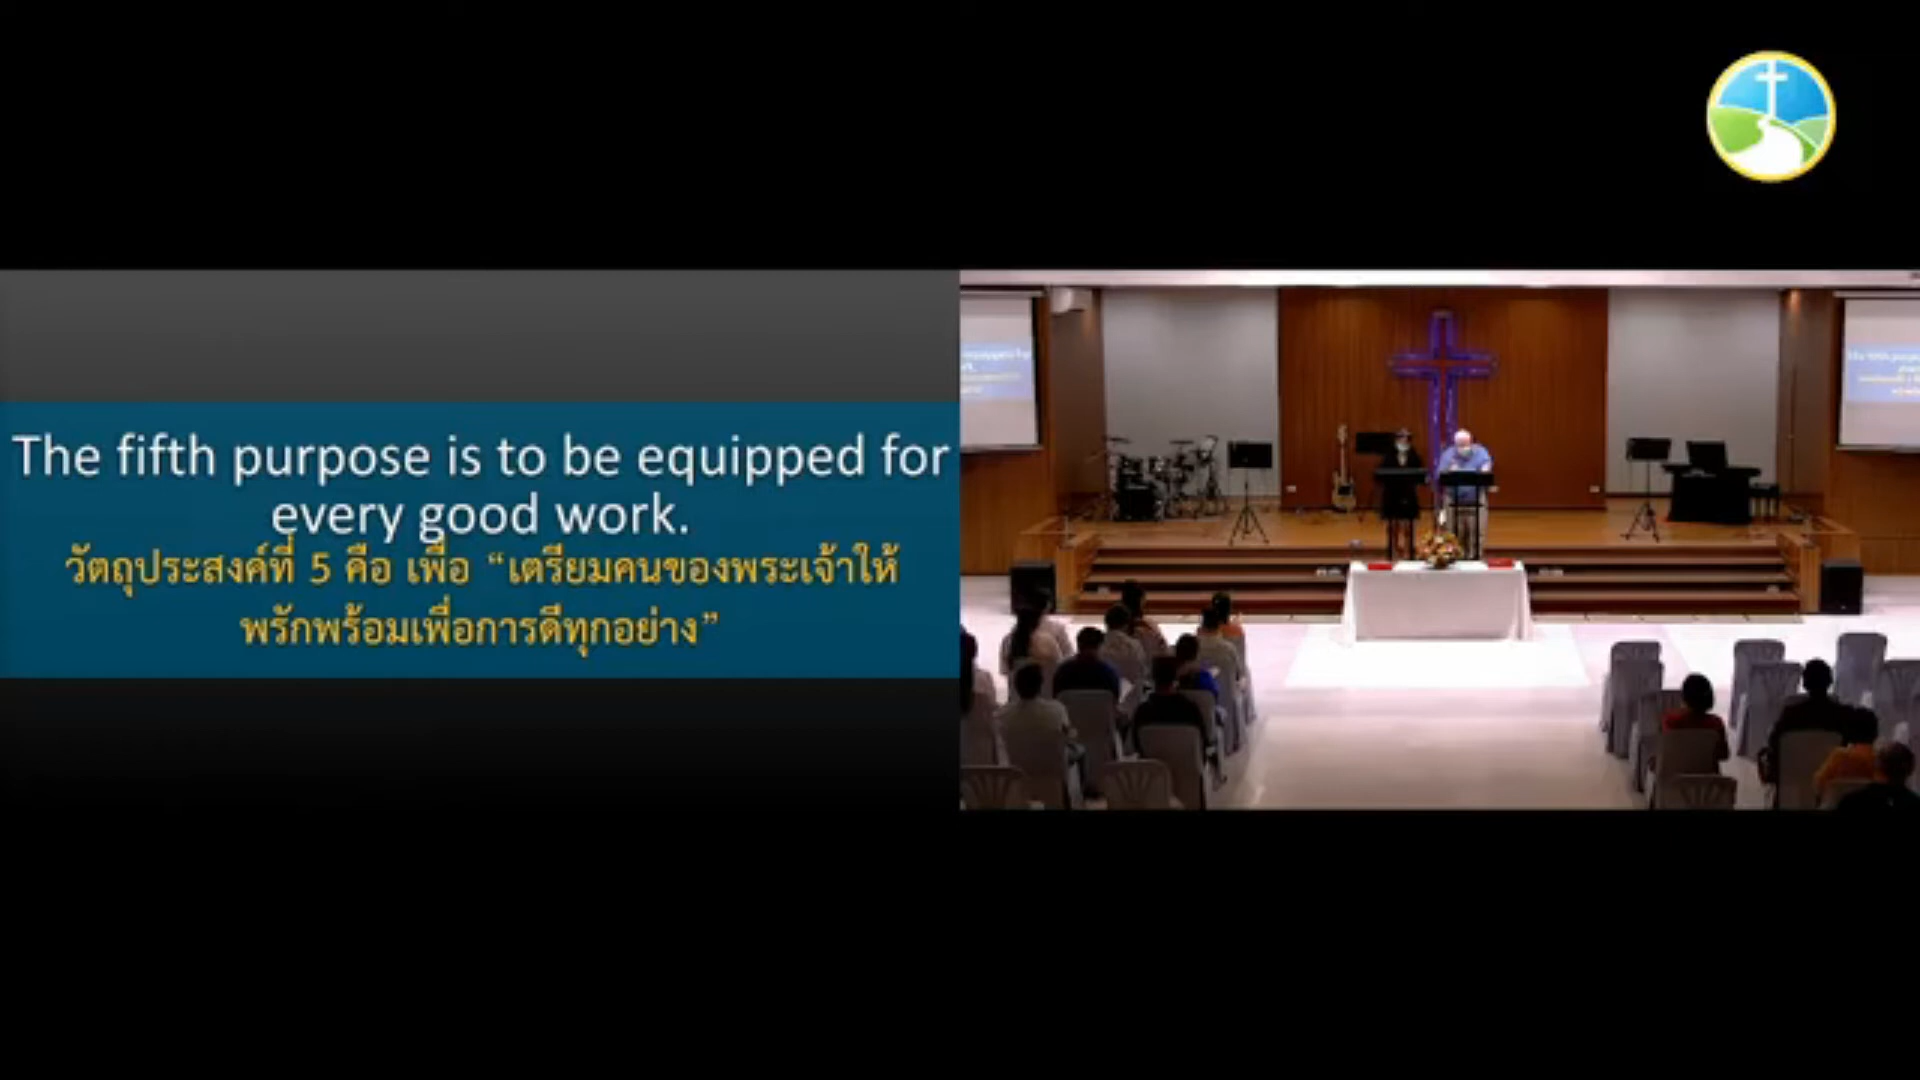 The fifth purpose is to be equipped for
every good work.
วัตถุประสงค์ที่ 5 คือ เพื่อ “เตรียมคนของพระเจ้าให้
พรักพร้อมเพื่อการดีทุกอย่าง”